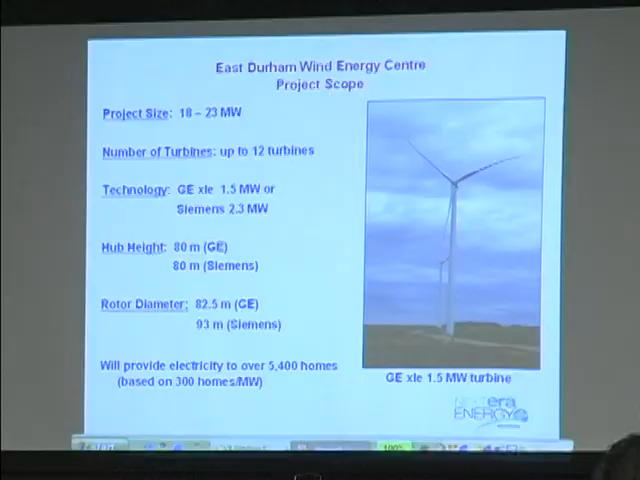 East Durham Wind Energy Centre
Project Scope
Project Size: 18 – 23 MW
Number of Turbines: up to 12 turbines
Technology: GE xle 1.5 MW or
Siemens 2.3 MW
Hub Height: 80 m (GE)
80 m (Siemens)
Rotor Diameter: 82.5 m (GE)
93 m (Siemens)
Will provide electricity to over 5,400 homes
(based on 300 homes/MW)
GE xle 1.5 MW turbine
NEXTera
ENERGY
100%